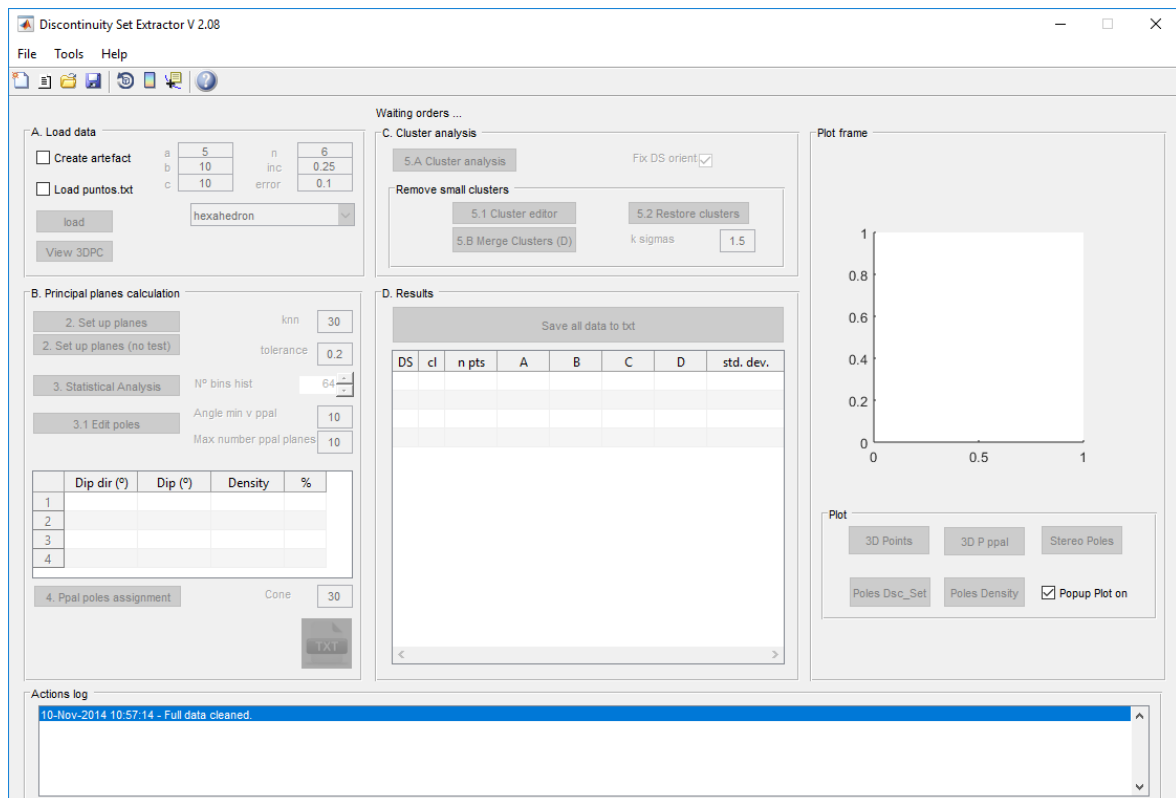 Discontinuity Set Extractor V 2.08
File Tools Help
Waiting orders ...
A. Load data
Create artefact
a 5 n 6
b 10 inc 0.25
Load puntos.txt
c 10 error 0.1
load
hexahedron
View 3DPC
B. Principal planes calculation
2. Set up planes
knn 30
2. Set up planes (no test)
tolerance 0.2
3. Statistical Analysis
Nº bins hist 64
3.1 Edit poles
Angle min v ppal 10
Max number ppal planes 10
Dip dir (º) Dip (º) Density %
1
2
3
4
4. Ppal poles assignment
Cone 30
TXT
C. Cluster analysis
5.A Cluster analysis
Fix DS orient
Remove small clusters
5.1 Cluster editor
5.2 Restore clusters
5.B Merge Clusters (D)
k sigmas 1.5
D. Results
Save all data to txt
DS cl n pts A B C D std. dev.
Plot frame
1
0.8
0.6
0.4
0.2
0
0 0.5 1
Plot
3D Points
3D P ppal
Stereo Poles
Poles Dsc_Set
Poles Density
Popup Plot on
Actions log
10-Nov-2014 10:57:14 - Full data cleaned.